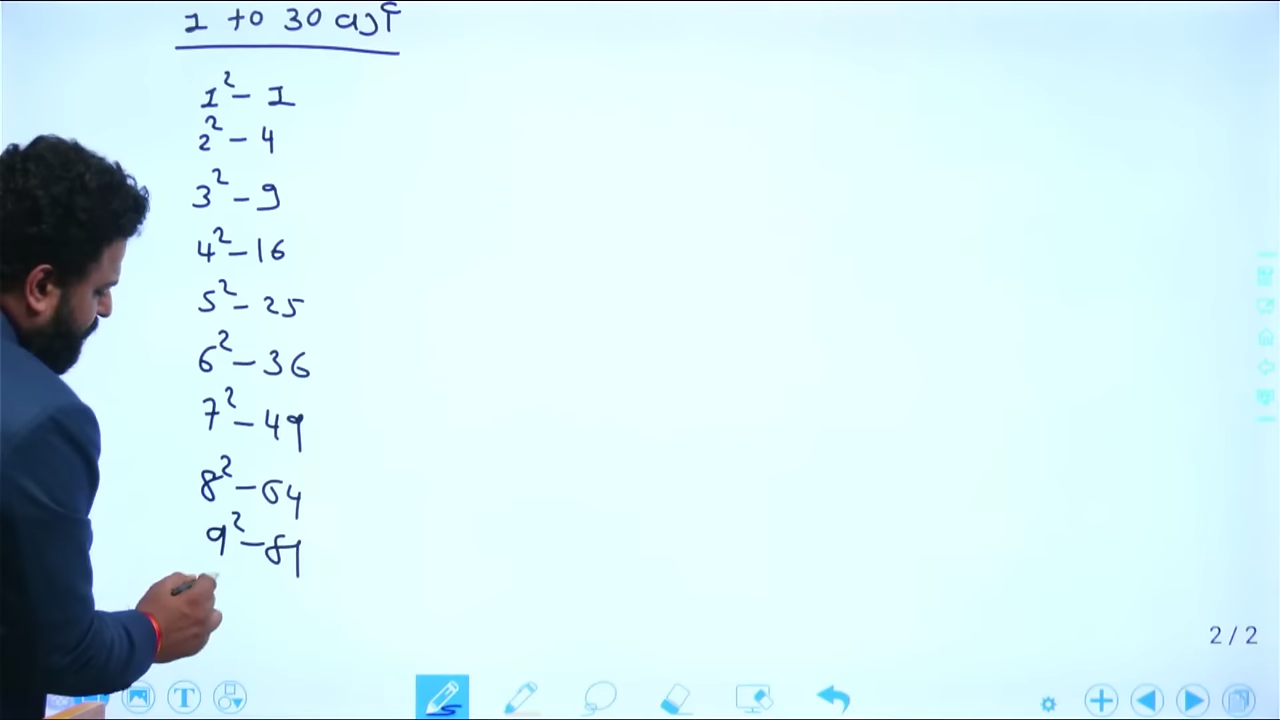 1 to 30 વર્ગ
1² - 1
2² - 4
3² - 9
4² - 16
5² - 25
6² - 36
7² - 49
8² - 64
9² - 81
2 / 2
T